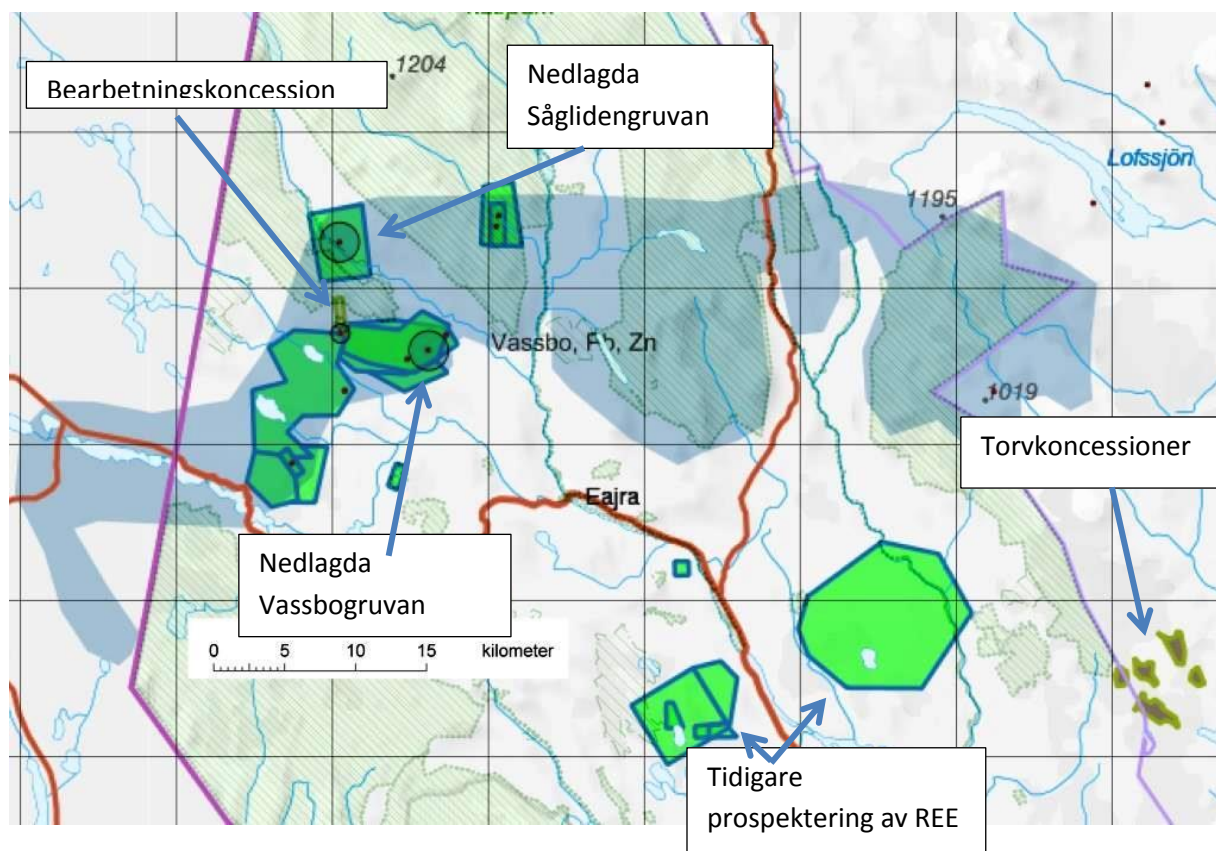 1204
Bearbetningskoncession
Nedlagda
Såglidengruvan
Lofssjön
1195
Vassbo, Pb, Zn
1019
Torvkoncessioner
Eajra
Nedlagda
Vassbogruvan
0 5 10 15 kilometer
Tidigare
prospektering av REE